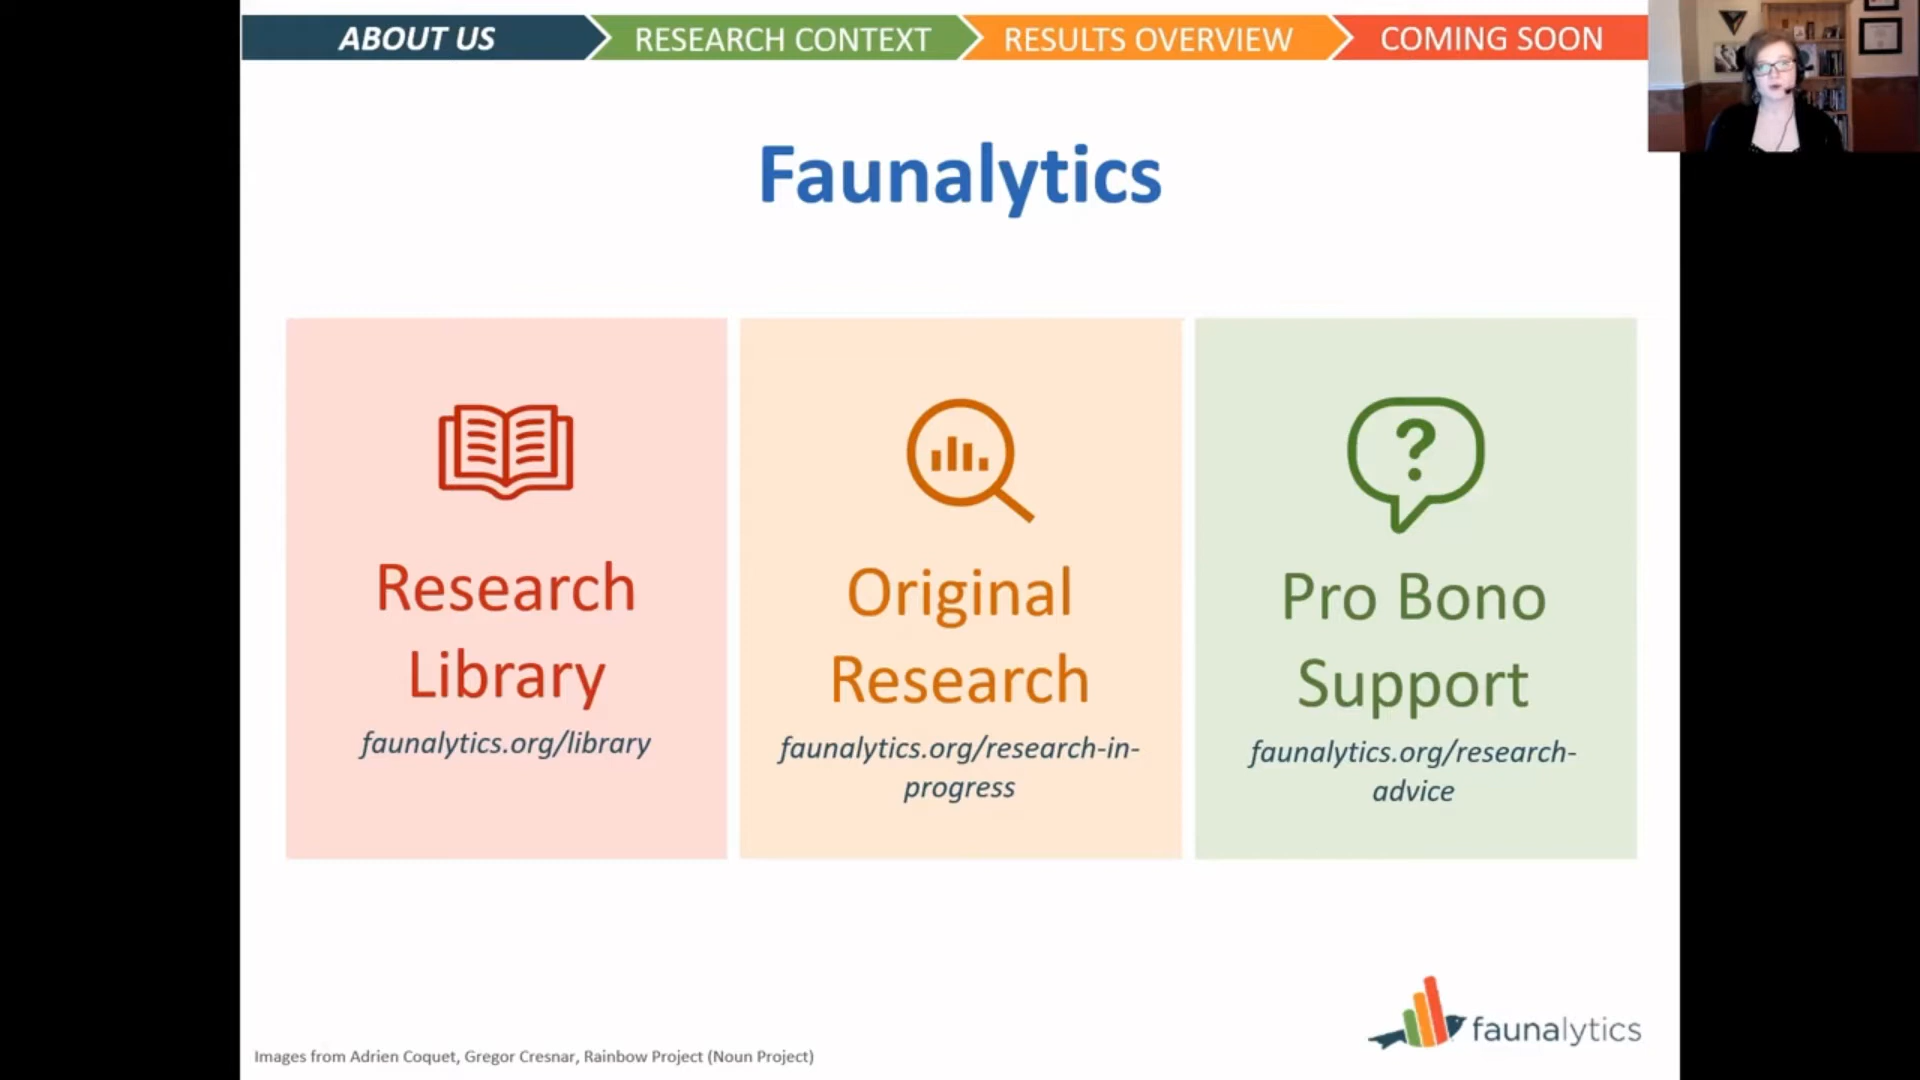 ABOUT US
RESEARCH CONTEXT
RESULTS OVERVIEW
COMING SOON
Faunalytics
Research
Library
faunalytics.org/library
Original
Research
faunalytics.org/research-in-
progress
Pro Bono
Support
faunalytics.org/research-
advice
faunalytics
Images from Adrien Coquet, Gregor Cresnar, Rainbow Project (Noun Project)